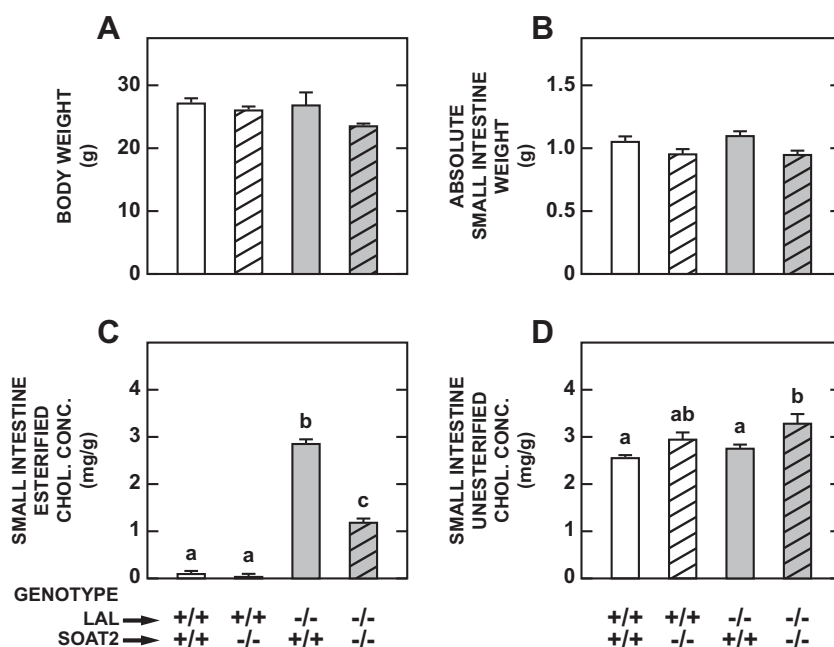 A
BODY WEIGHT
(g)
30
20
10
0
B
ABSOLUTE
SMALL INTESTINE
WEIGHT
(g)
1.5
1.0
0.5
0
C
SMALL INTESTINE
ESTERIFIED
CHOL. CONC.
(mg/g)
4
3
2
1
0
a a b c
D
SMALL INTESTINE
UNESTERIFIED
CHOL. CONC.
(mg/g)
4
3
2
1
0
a ab a b
GENOTYPE
LAL +/+ +/+ -/- -/- +/+ +/+ -/- -/-
SOAT2 +/+ -/- +/+ -/- +/+ -/- +/+ -/-